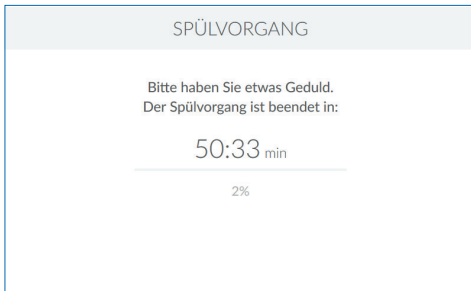 SPÜLVORGANG
Bitte haben Sie etwas Geduld.
Der Spülvorgang ist beendet in:
50:33 min
2%